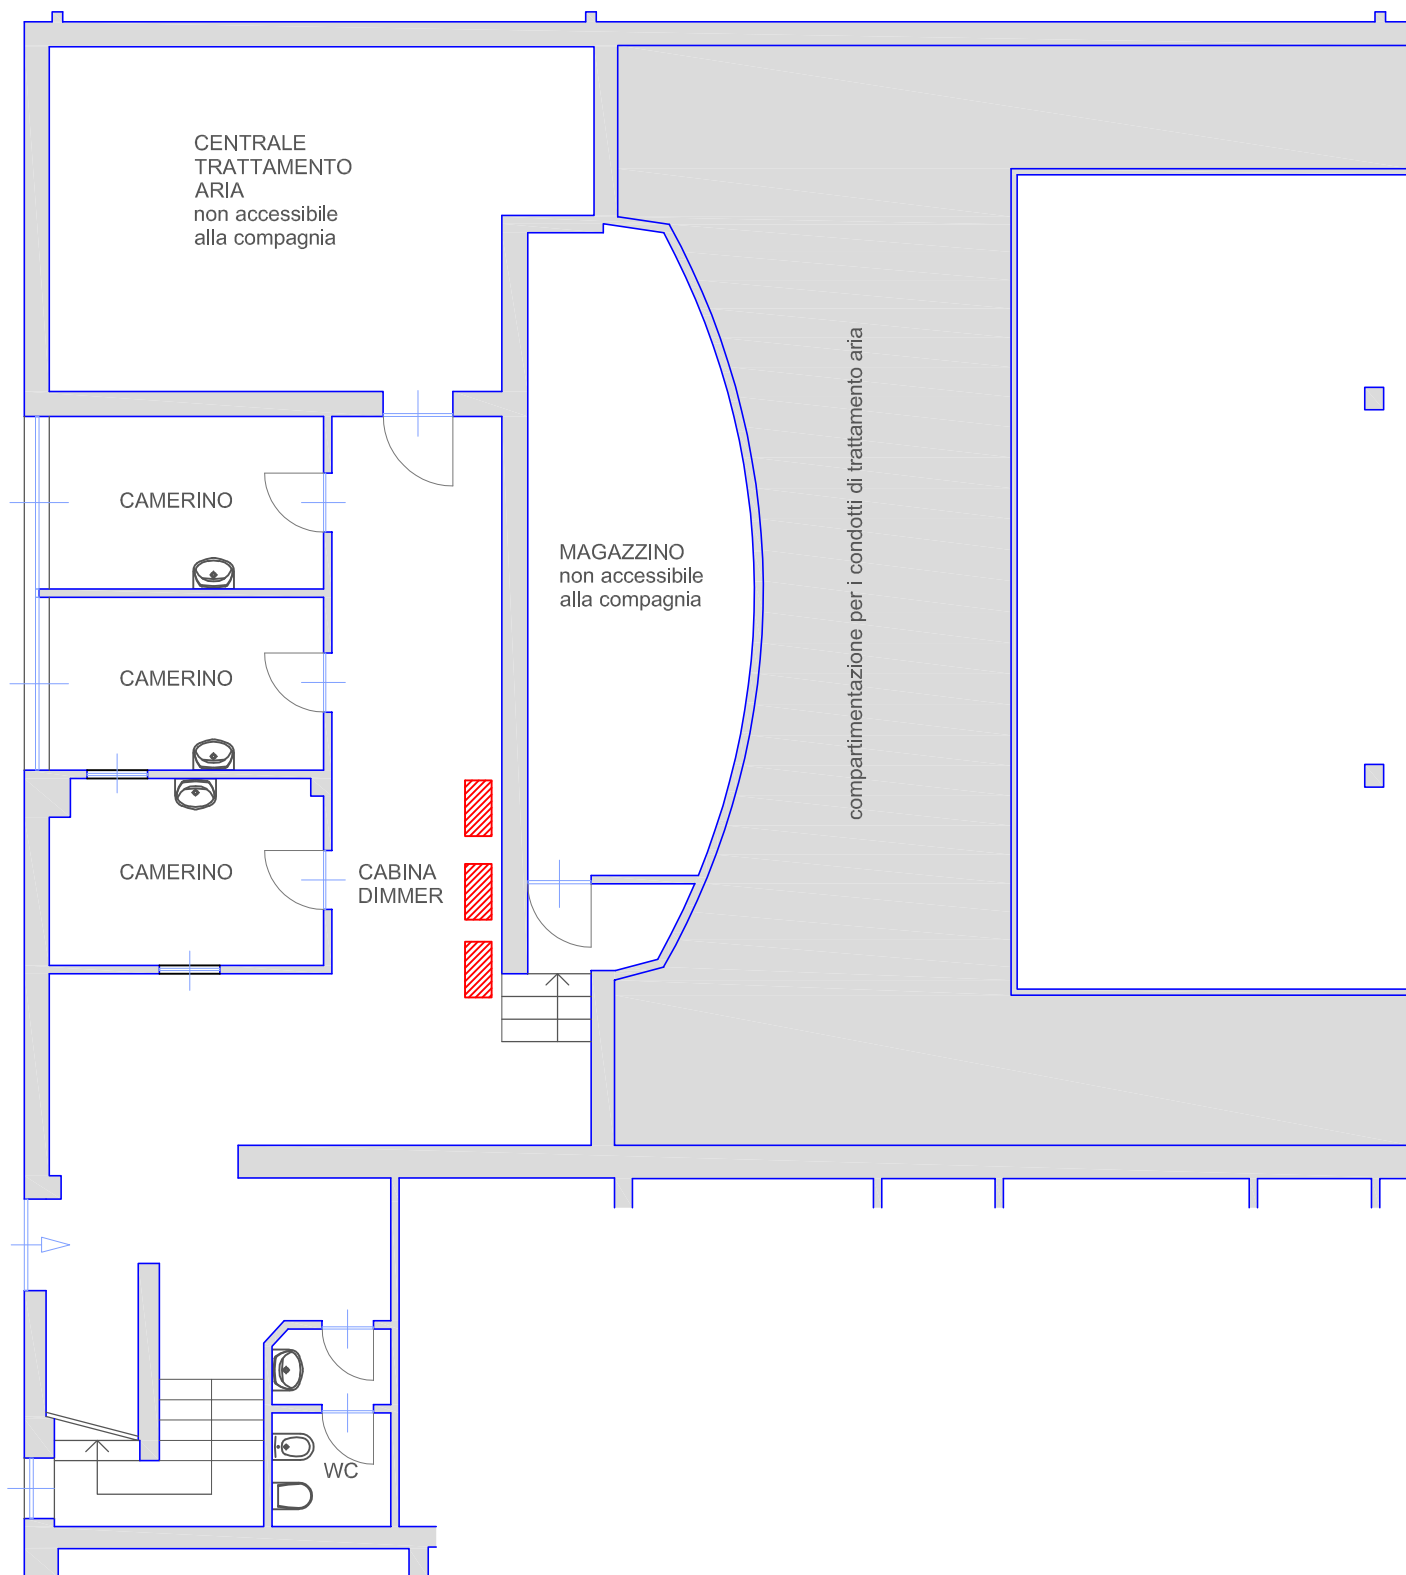 CENTRALE
TRATTAMENTO
ARIA
non accessibile
alla compagnia
CAMERINO
MAGAZZINO
non accessibile
alla compagnia
compartimentazione per i condotti di trattamento aria
CAMERINO
CAMERINO
CABINA
DIMMER
WC